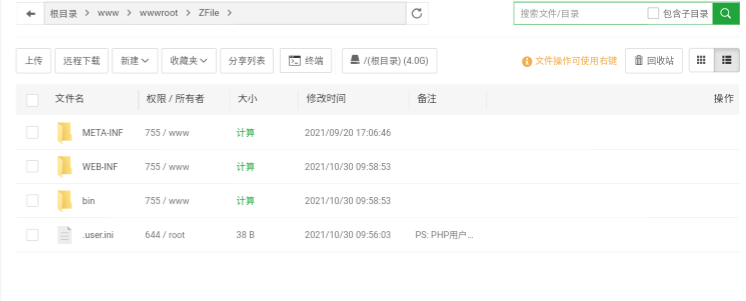 根目录 > www > wwwroot > ZFile >
搜索文件/目录 包含子目录
上传 远程下载 新建 收藏夹 分享列表 终端 /(根目录) (4.0G) 文件操作可使用右键 回收站
文件名 权限 / 所有者 大小 修改时间 备注 操作
META-INF 755 / www 计算 2021/09/20 17:06:46
WEB-INF 755 / www 计算 2021/10/30 09:58:53
bin 755 / www 计算 2021/10/30 09:58:53
.user.ini 644 / root 38 B 2021/10/30 09:56:03 PS: PHP用户...